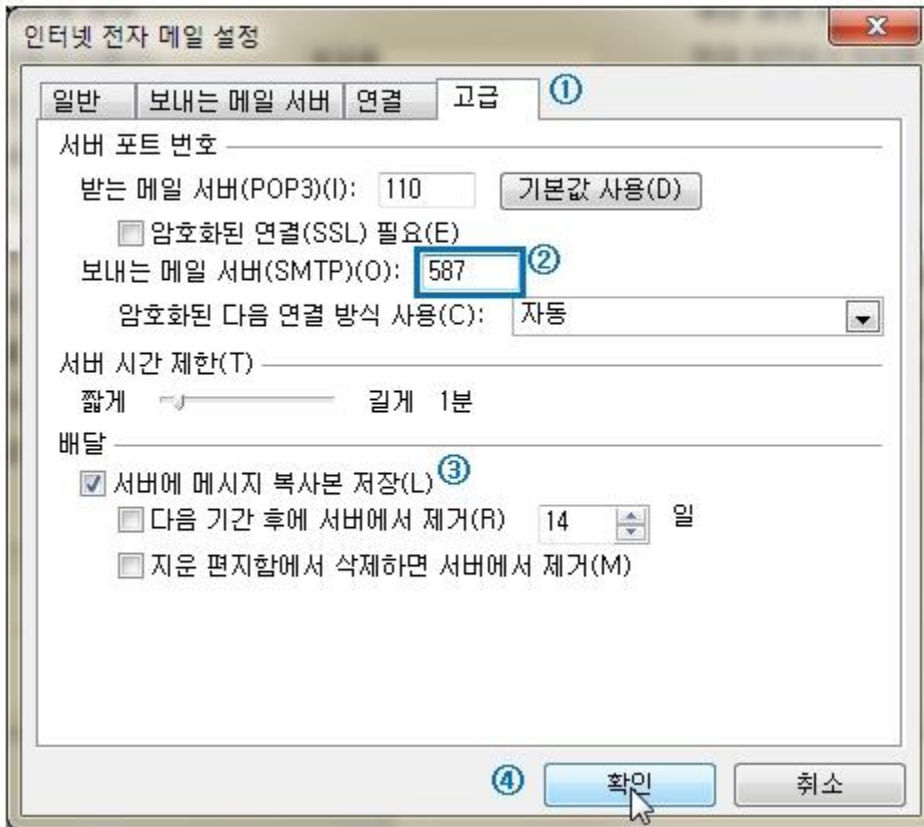 인터넷 전자 메일 설정
일반 보내는 메일 서버 연결 고급 ①
서버 포트 번호
받는 메일 서버(POP3)(I): 110 기본값 사용(D)
암호화된 연결(SSL) 필요(E)
보내는 메일 서버(SMTP)(O): 587 ②
암호화된 다음 연결 방식 사용(C): 자동
서버 시간 제한(T)
짧게 길게 1분
배달
서버에 메시지 복사본 저장(L) ③
다음 기간 후에 서버에서 제거(R) 14 일
지운 편지함에서 삭제하면 서버에서 제거(M)
④ 확인 취소